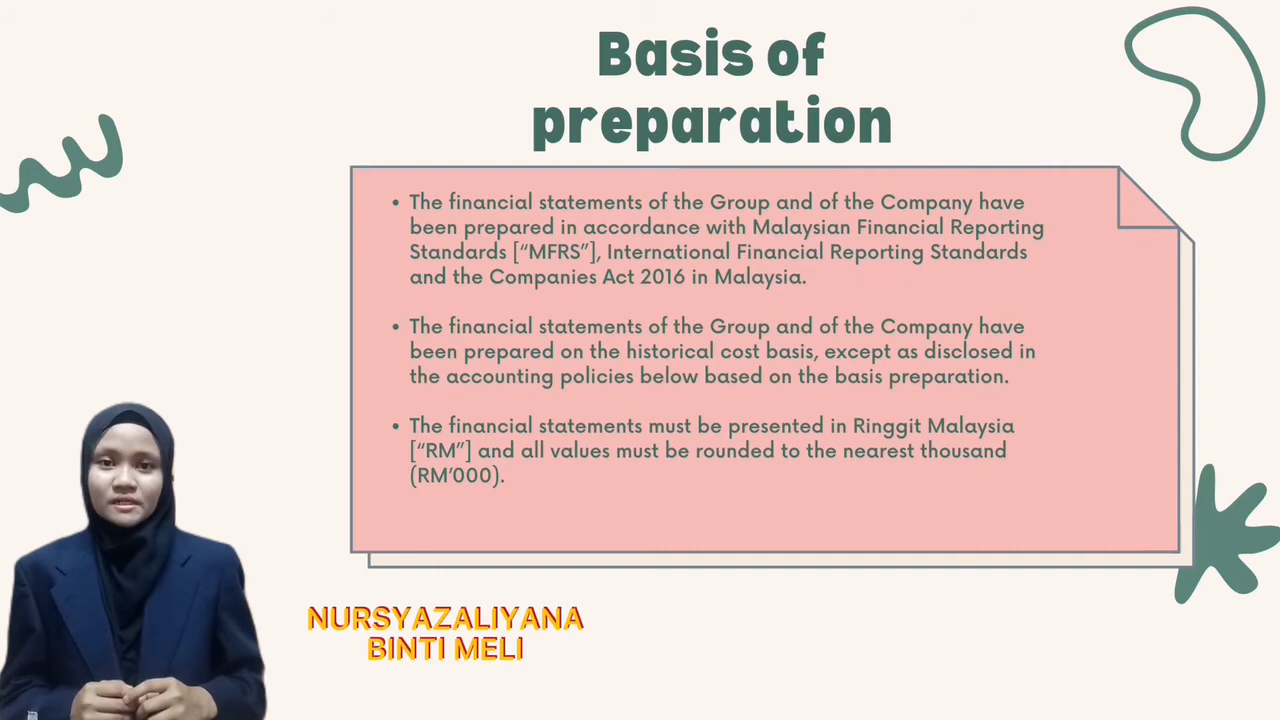 Basis of
preparation
• The financial statements of the Group and of the Company have
been prepared in accordance with Malaysian Financial Reporting
Standards [“MFRS”], International Financial Reporting Standards
and the Companies Act 2016 in Malaysia.
• The financial statements of the Group and of the Company have
been prepared on the historical cost basis, except as disclosed in
the accounting policies below based on the basis preparation.
• The financial statements must be presented in Ringgit Malaysia
[“RM”] and all values must be rounded to the nearest thousand
(RM’000).
NURSYAZALIYANA
BINTI MELI